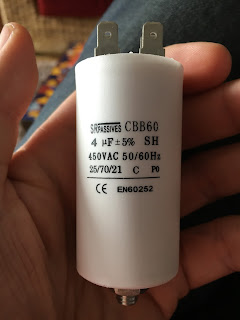 SRPASSIVES CBB60
4 µF±5% SH
450VAC 50/60Hz
25/70/21 C P0
CE EN60252